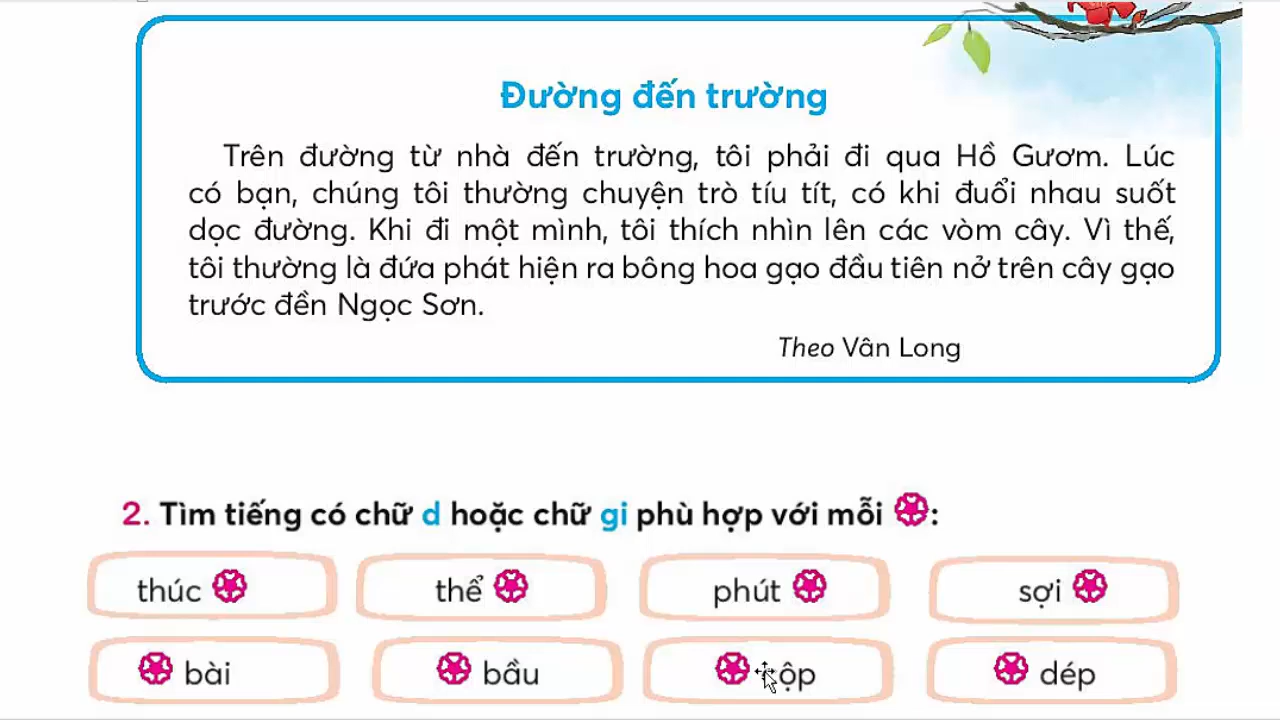 Đường đến trường
Trên đường từ nhà đến trường, tôi phải đi qua Hồ Gươm. Lúc
có bạn, chúng tôi thường chuyện trò tíu tít, có khi đuổi nhau suốt
dọc đường. Khi đi một mình, tôi thích nhìn lên các vòm cây. Vì thế,
tôi thường là đứa phát hiện ra bông hoa gạo đầu tiên nở trên cây gạo
trước đền Ngọc Sơn.
Theo Vân Long
2. Tìm tiếng có chữ d hoặc chữ gi phù hợp với mỗi :
thúc thể phút sợi
bài bầu dép